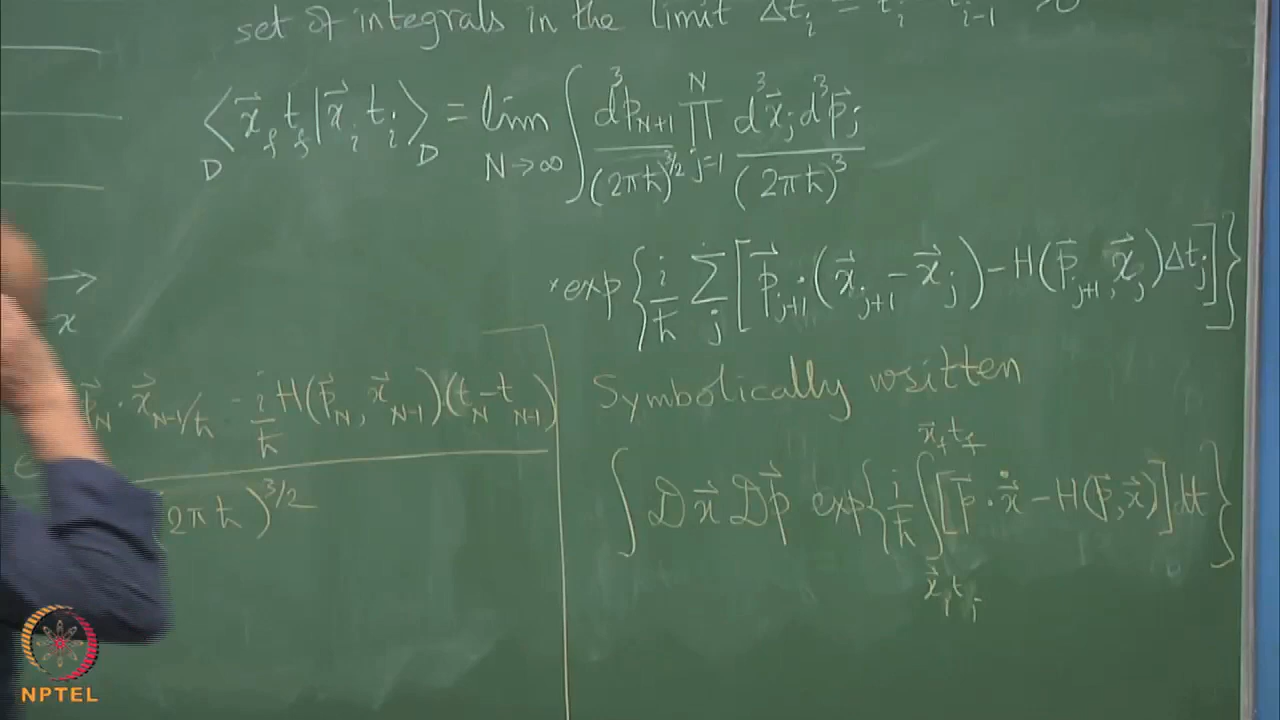 set of integrals in the limit Δt_i = t_i - t_{i-1} → 0
_D⟨x⃗_f t_f | x⃗_i t_i⟩_D = lim_{N→∞} ∫ d³p_{N+1}/(2πħ)^{3/2} ∏_{j=1}^{N} d³x⃗_j d³p⃗_j/(2πħ)³
× exp{ i/ħ Σ_j [ p⃗_{j+1} (x⃗_{j+1} - x⃗_j) - H(p⃗_{j+1}, x⃗_j) Δt_j ] }
x
p⃗_N · x⃗_{N-1}/ħ - i/ħ H(p⃗_N, x⃗_{N-1})(t_N - t_{N-1})
e
2πħ)^{3/2}
Symbolically written
∫ Dx⃗ Dp⃗ exp{ i/ħ ∫_{x⃗_i t_i}^{x⃗_f t_f} [ p⃗ · ẋ⃗ - H(p⃗, x⃗) ] dt }
NPTEL